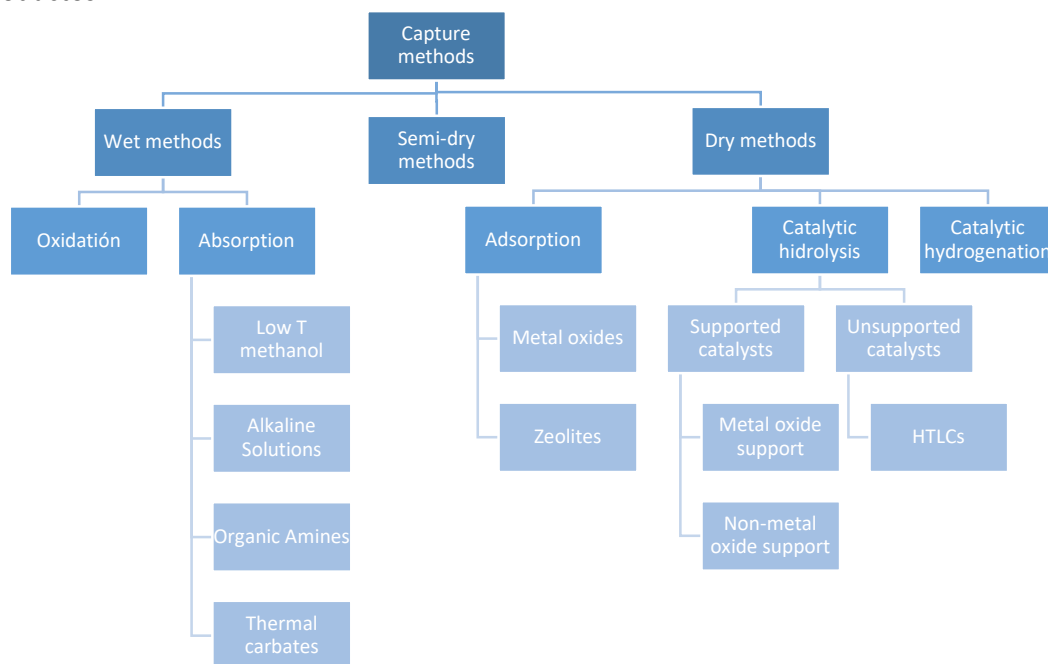 Capture
methods
Wet methods
Semi-dry
methods
Dry methods
Oxidatión
Absorption
Adsorption
Catalytic
hidrolysis
Catalytic
hydrogenation
Low T
methanol
Metal oxides
Supported
catalysts
Unsupported
catalysts
Alkaline
Solutions
Zeolites
Metal oxide
support
HTLCs
Organic Amines
Non-metal
oxide support
Thermal
carbates